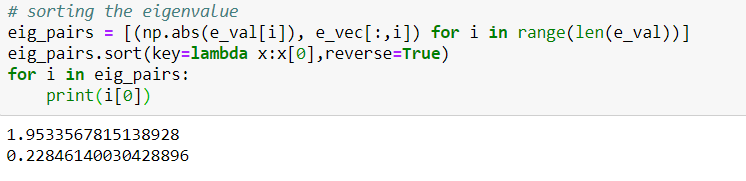 # sorting the eigenvalue
eig_pairs = [(np.abs(e_val[i]), e_vec[:,i]) for i in range(len(e_val))]
eig_pairs.sort(key=lambda x:x[0],reverse=True)
for i in eig_pairs:
    print(i[0])
1.9533567815138928
0.22846140030428896